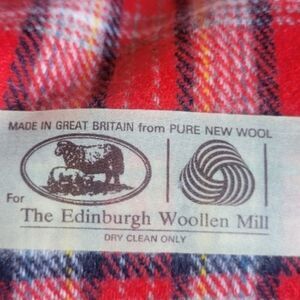 MADE IN GREAT BRITAIN from PURE NEW WOOL
For
The Edinburgh Woollen Mill
DRY CLEAN ONLY